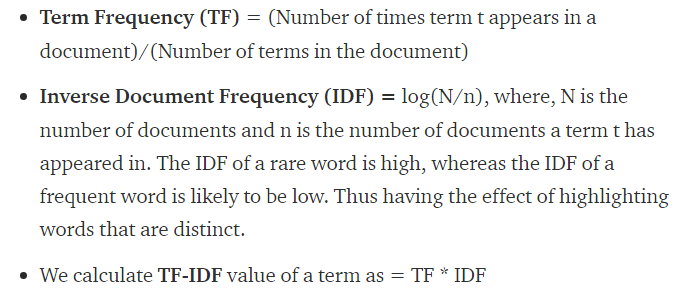 • Term Frequency (TF) = (Number of times term t appears in a
document)/(Number of terms in the document)
• Inverse Document Frequency (IDF) = log(N/n), where, N is the
number of documents and n is the number of documents a term t has
appeared in. The IDF of a rare word is high, whereas the IDF of a
frequent word is likely to be low. Thus having the effect of highlighting
words that are distinct.
• We calculate TF-IDF value of a term as = TF * IDF